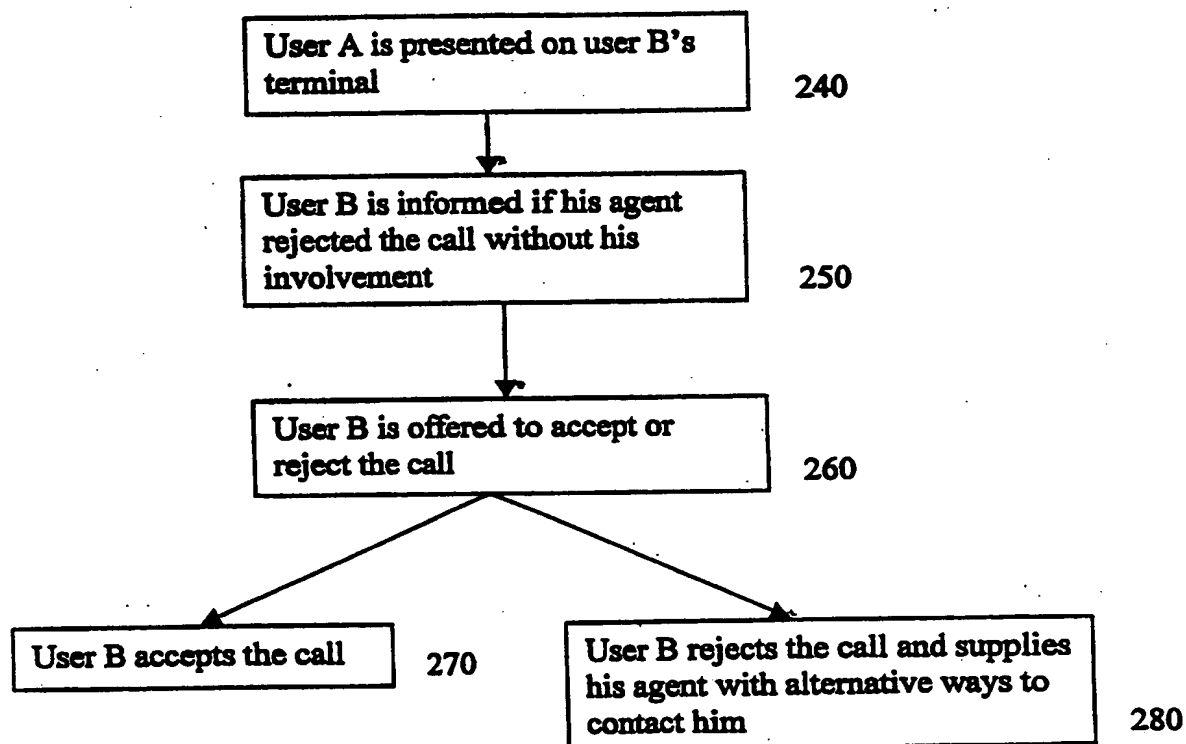 User A is presented on user B's
terminal
240
User B is informed if his agent
rejected the call without his
involvement
250
User B is offered to accept or
reject the call
260
User B accepts the call
270
User B rejects the call and supplies
his agent with alternative ways to
contact him
280